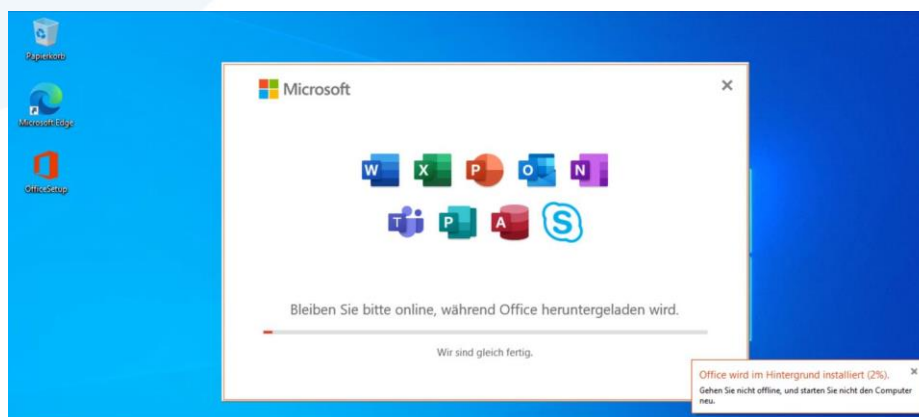 Papierkorb
Microsoft Edge
OfficeSetup
Microsoft
W X P O N
T P A S
Bleiben Sie bitte online, während Office heruntergeladen wird.
Wir sind gleich fertig.
Office wird im Hintergrund installiert (2%).
Gehen Sie nicht offline, und starten Sie nicht den Computer
neu.